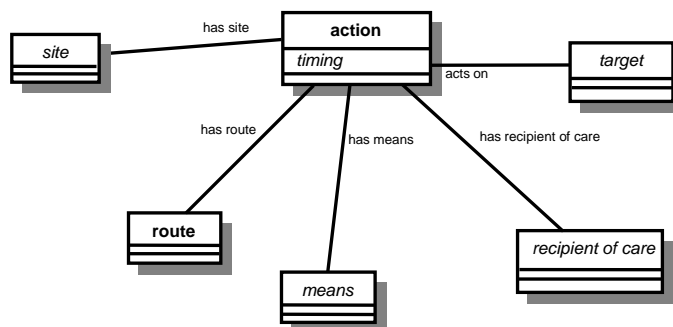 has site
action
site
timing
target
acts on
has route
has means
has recipient of care
route
recipient of care
means